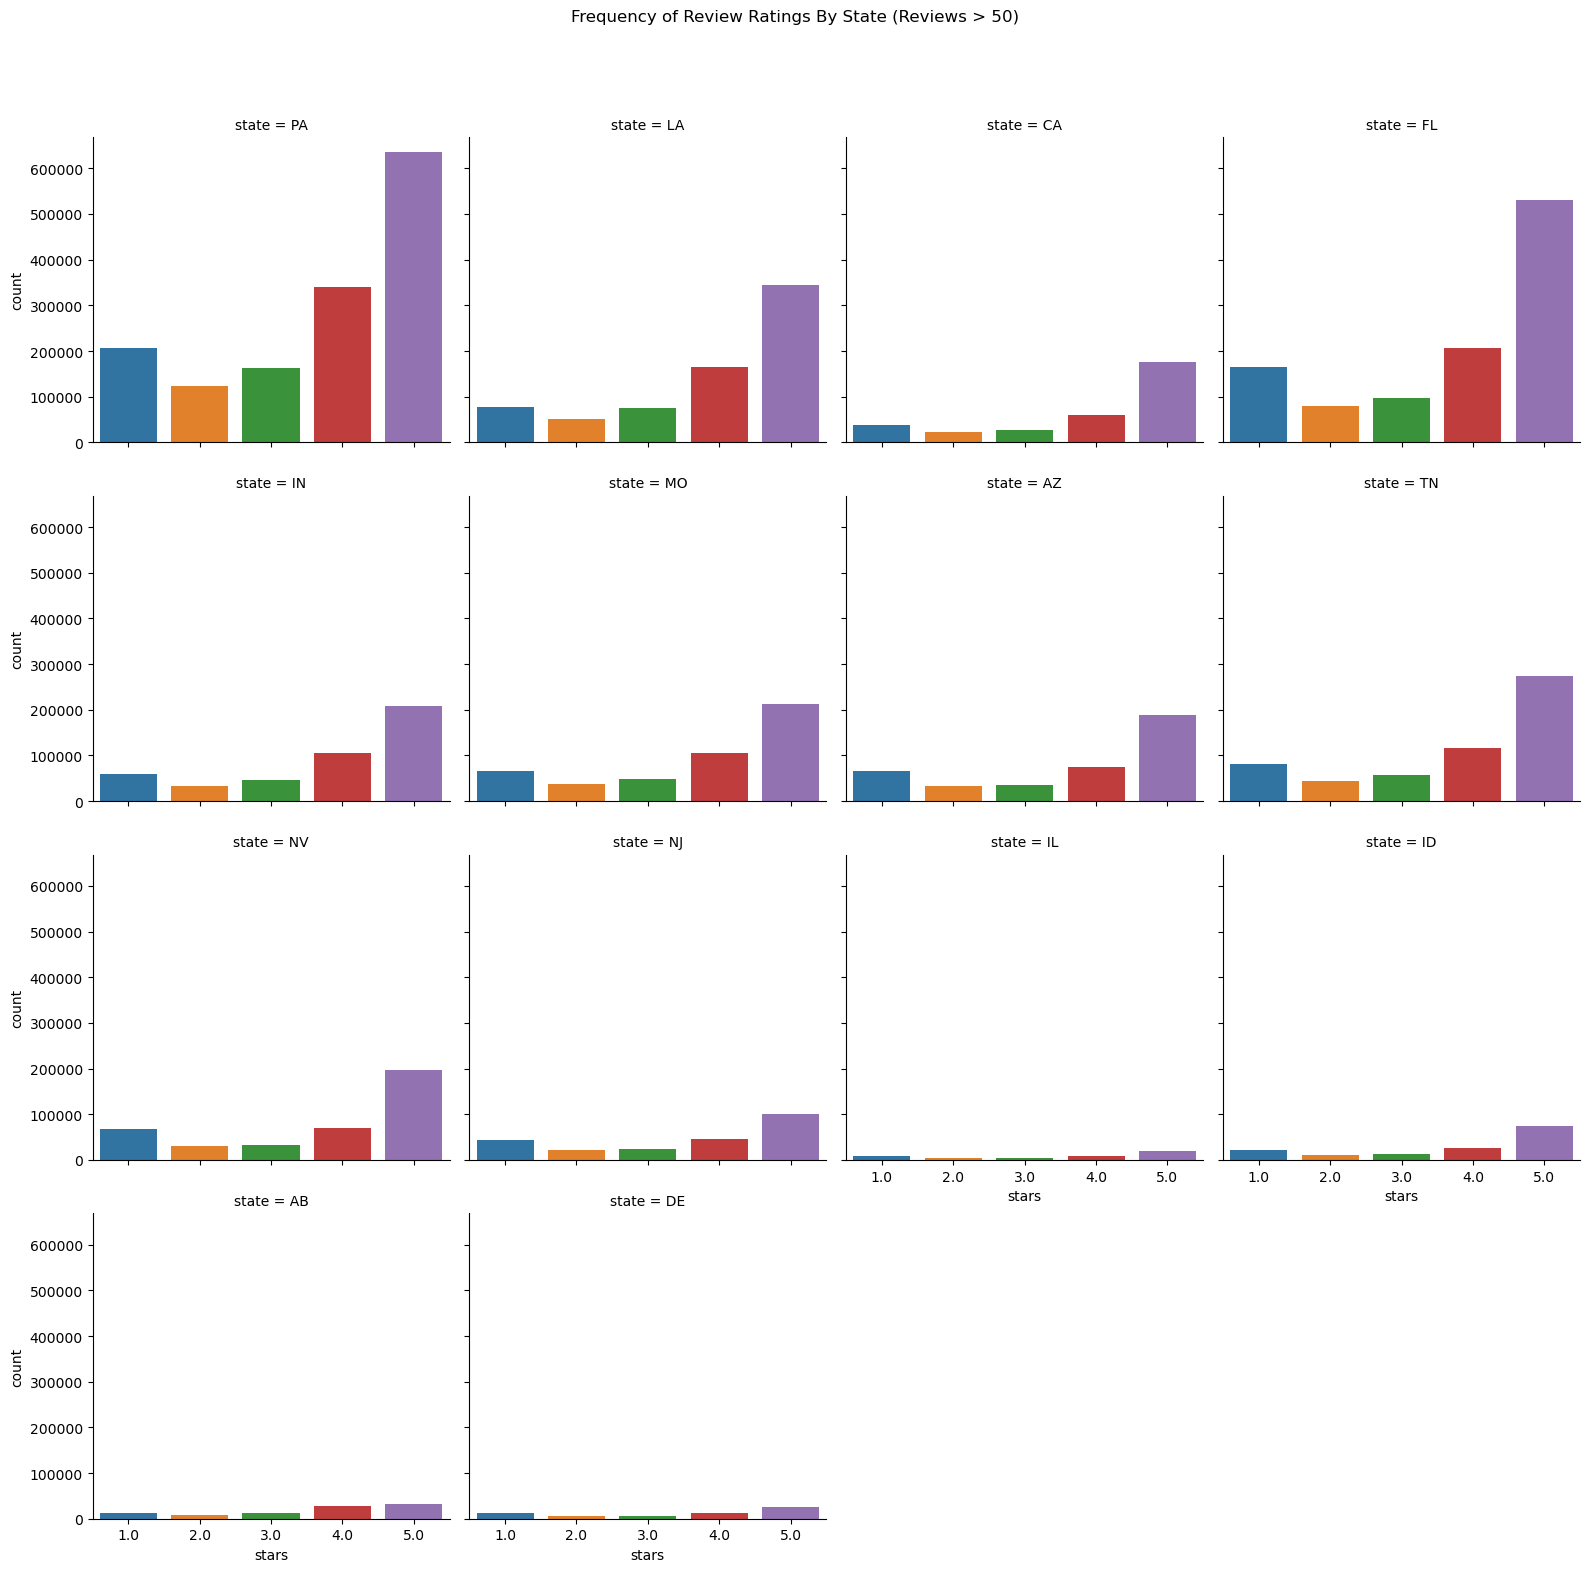 Frequency of Review Ratings By State (Reviews > 50)
state = PA
state = LA
state = CA
state = FL
600000
500000
400000
300000
200000
100000
0
count
state = IN
state = MO
state = AZ
state = TN
600000
500000
400000
300000
200000
100000
0
count
state = NV
state = NJ
state = IL
state = ID
600000
500000
400000
300000
200000
100000
0
count
1.0 2.0 3.0 4.0 5.0
stars
1.0 2.0 3.0 4.0 5.0
stars
state = AB
state = DE
600000
500000
400000
300000
200000
100000
0
count
1.0 2.0 3.0 4.0 5.0
stars
1.0 2.0 3.0 4.0 5.0
stars